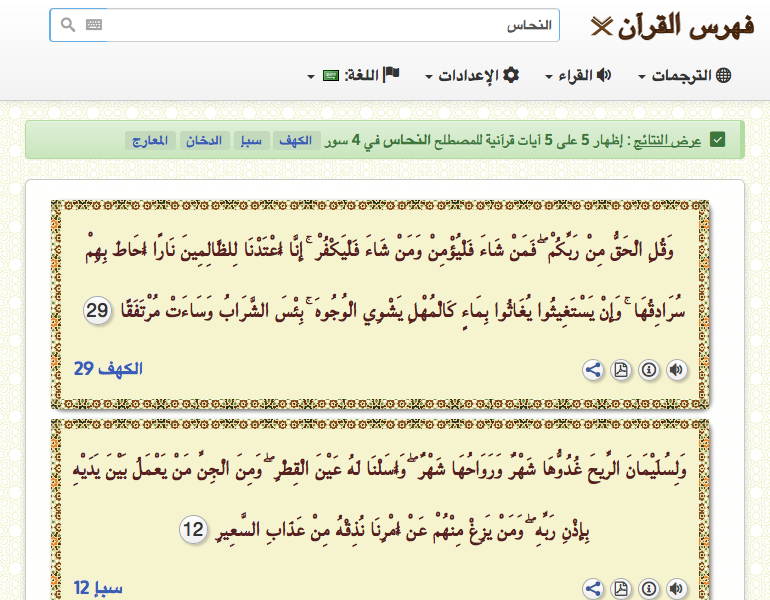 فهرس القرآن
النحاس
الترجمات القراء الإعدادات اللغة:
عرض النتائج : إظهار 5 على 5 آيات قرآنية للمصطلح النحاس في 4 سور الكهف سبإ الدخان المعارج
وَقُلِ الْحَقُّ مِنْ رَبِّكُمْ ۖ فَمَنْ شَاءَ فَلْيُؤْمِنْ وَمَنْ شَاءَ فَلْيَكْفُرْ ۚ إِنَّا أَعْتَدْنَا لِلظَّالِمِينَ نَارًا أَحَاطَ بِهِمْ
سُرَادِقُهَا ۚ وَإِنْ يَسْتَغِيثُوا يُغَاثُوا بِمَاءٍ كَالْمُهْلِ يَشْوِي الْوُجُوهَ ۚ بِئْسَ الشَّرَابُ وَسَاءَتْ مُرْتَفَقًا 29
الكهف 29
وَلِسُلَيْمَانَ الرِّيحَ غُدُوُّهَا شَهْرٌ وَرَوَاحُهَا شَهْرٌ ۖ وَأَسَلْنَا لَهُ عَيْنَ الْقِطْرِ ۖ وَمِنَ الْجِنِّ مَنْ يَعْمَلُ بَيْنَ يَدَيْهِ
بِإِذْنِ رَبِّهِ ۖ وَمَنْ يَزِغْ مِنْهُمْ عَنْ أَمْرِنَا نُذِقْهُ مِنْ عَذَابِ السَّعِيرِ 12
سبإ 12